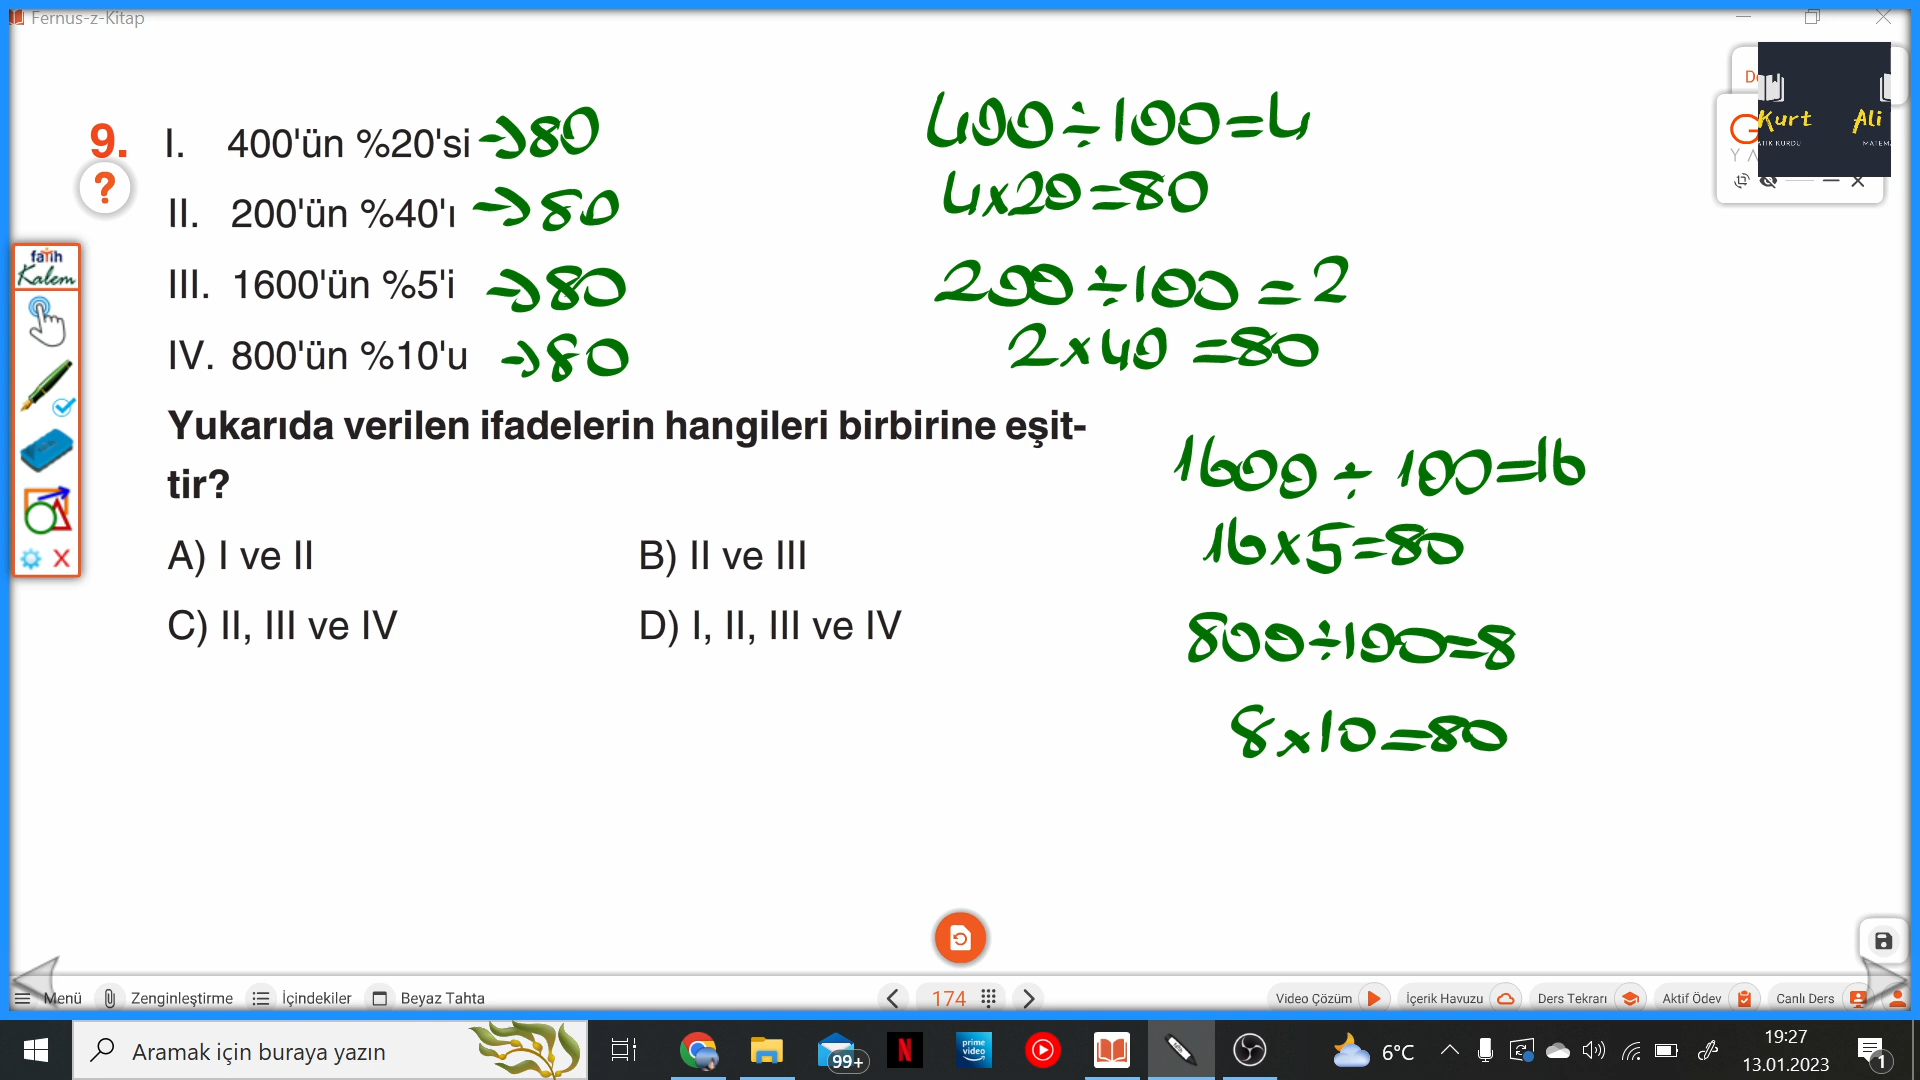 Fernus-z-Kitap
9. I. 400'ün %20'si →80
? II. 200'ün %40'ı →80
III. 1600'ün %5'i →80
IV. 800'ün %10'u →80
Yukarıda verilen ifadelerin hangileri birbirine eşit-
tir?
A) I ve II B) II ve III
C) II, III ve IV D) I, II, III ve IV
400÷100=4
4x20=80
200÷100=2
2x40=80
1600÷100=16
16x5=80
800÷100=8
8x10=80
Kurt Ali
fatih
Kalem
Menü Zenginleştirme İçindekiler Beyaz Tahta 174 Video Çözüm İçerik Havuzu Ders Tekrarı Aktif Ödev Canlı Ders
Aramak için buraya yazın
99+
N
prime
video
6°C
19:27
13.01.2023
1